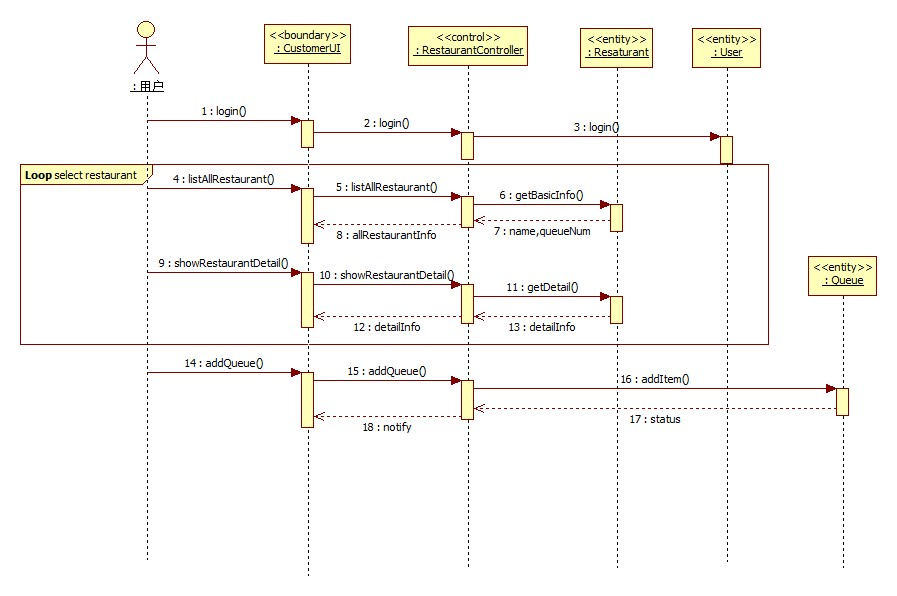 <<boundary>>
: CustomerUI
<<control>>
: RestaurantController
<<entity>>
: Resaturant
<<entity>>
: User
: 用户
1 : login()
2 : login()
3 : login()
Loop select restaurant
4 : listAllRestaurant()
5 : listAllRestaurant()
6 : getBasicInfo()
7 : name,queueNum
8 : allRestaurantInfo
9 : showRestaurantDetail()
<<entity>>
: Queue
10 : showRestaurantDetail()
11 : getDetail()
12 : detailInfo
13 : detailInfo
14 : addQueue()
15 : addQueue()
16 : addItem()
17 : status
18 : notify